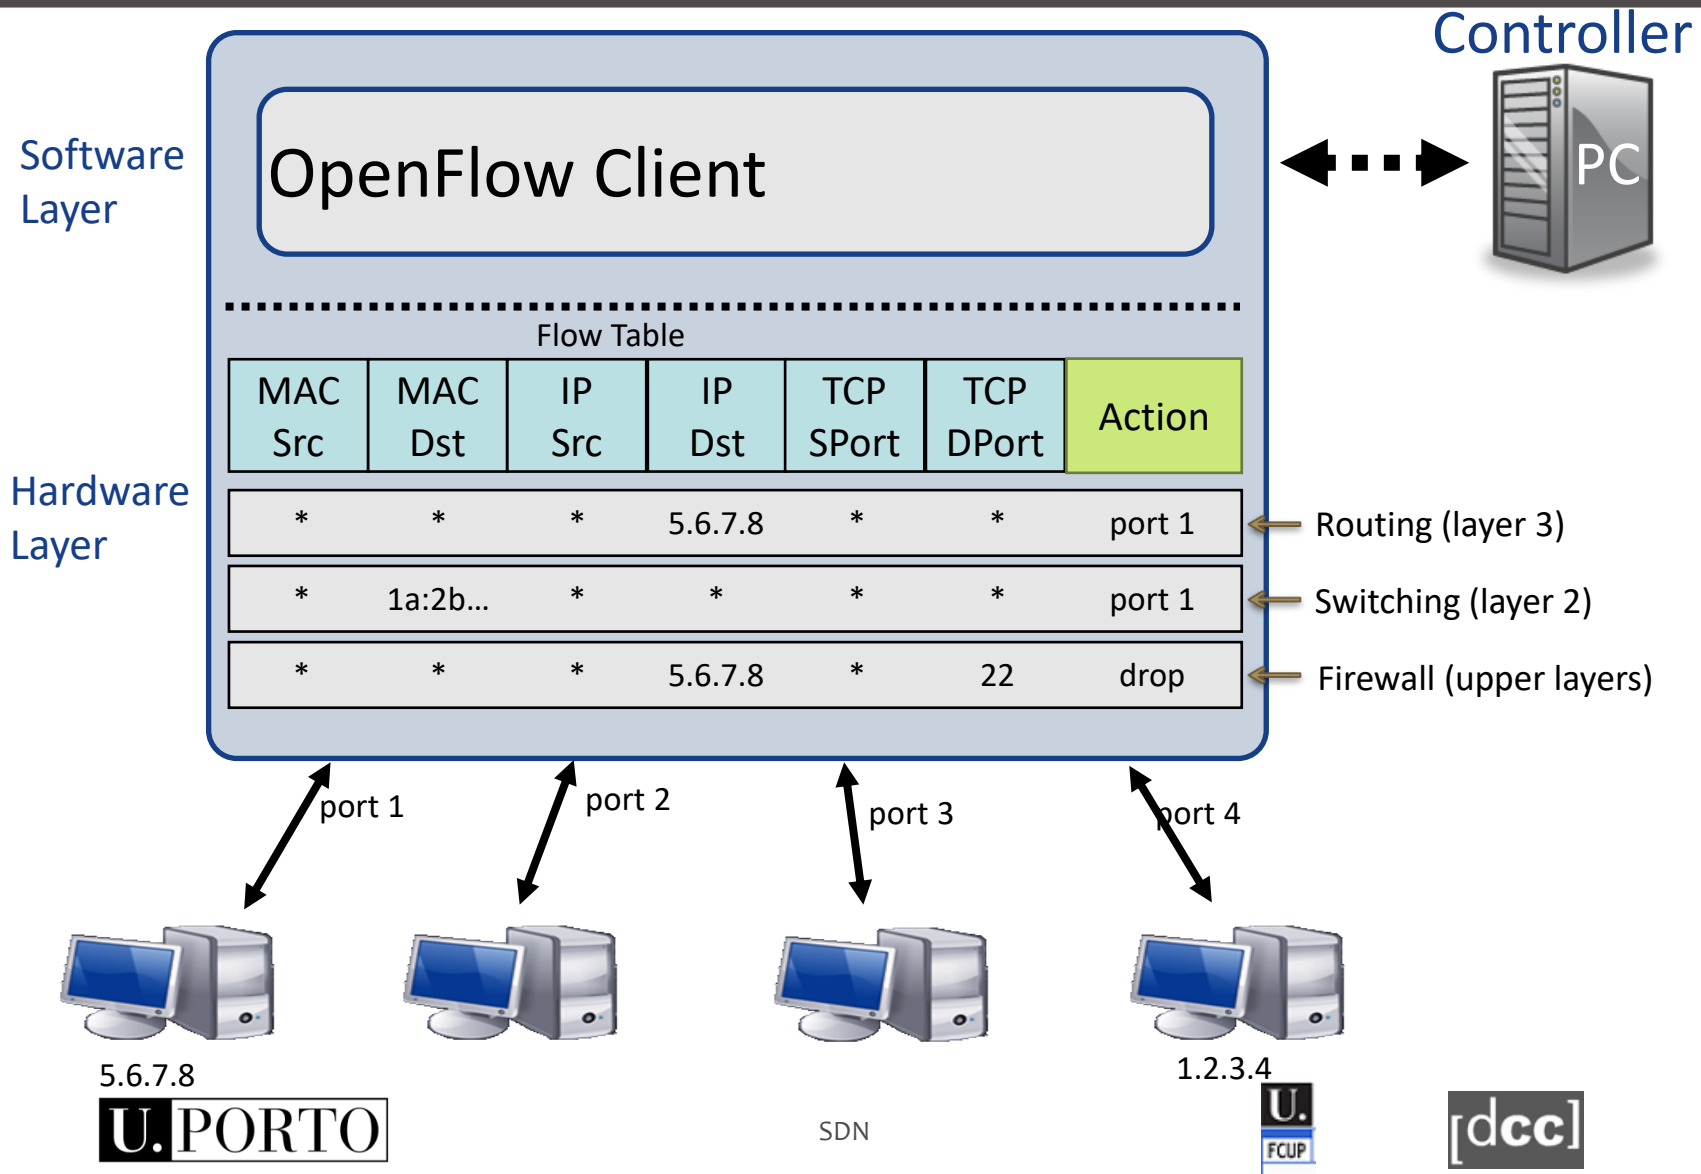 Controller
PC
Software
Layer
OpenFlow Client
Flow Table
MAC Src
MAC Dst
IP Src
IP Dst
TCP SPort
TCP DPort
Action
Hardware
Layer
* * * 5.6.7.8 * * port 1
Routing (layer 3)
* 1a:2b... * * * * port 1
Switching (layer 2)
* * * 5.6.7.8 * 22 drop
Firewall (upper layers)
port 1
port 2
port 3
port 4
5.6.7.8
1.2.3.4
U.PORTO
SDN
U.
FCUP
[dcc]